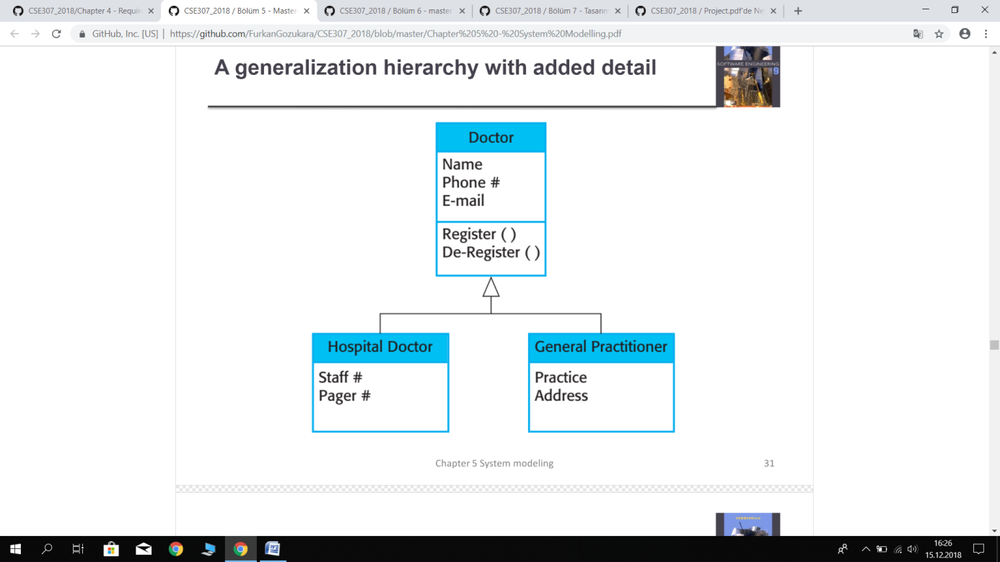 CSE307_2018/Chapter 4 - Requir
CSE307_2018 / Bölüm 5 - Master
CSE307_2018 / Bölüm 6 - master
CSE307_2018 / Bölüm 7 - Tasarım
CSE307_2018 / Project.pdf'de Ne
GitHub, Inc. [US] | https://github.com/FurkanGozukara/CSE307_2018/blob/master/Chapter%205%20-%20System%20Modelling.pdf
A generalization hierarchy with added detail
SOFTWARE ENGINEERING
9
Doctor
Name
Phone #
E-mail
Register ( )
De-Register ( )
Hospital Doctor
Staff #
Pager #
General Practitioner
Practice
Address
Chapter 5 System modeling
31
SOMMERVILLE
16:26
15.12.2018